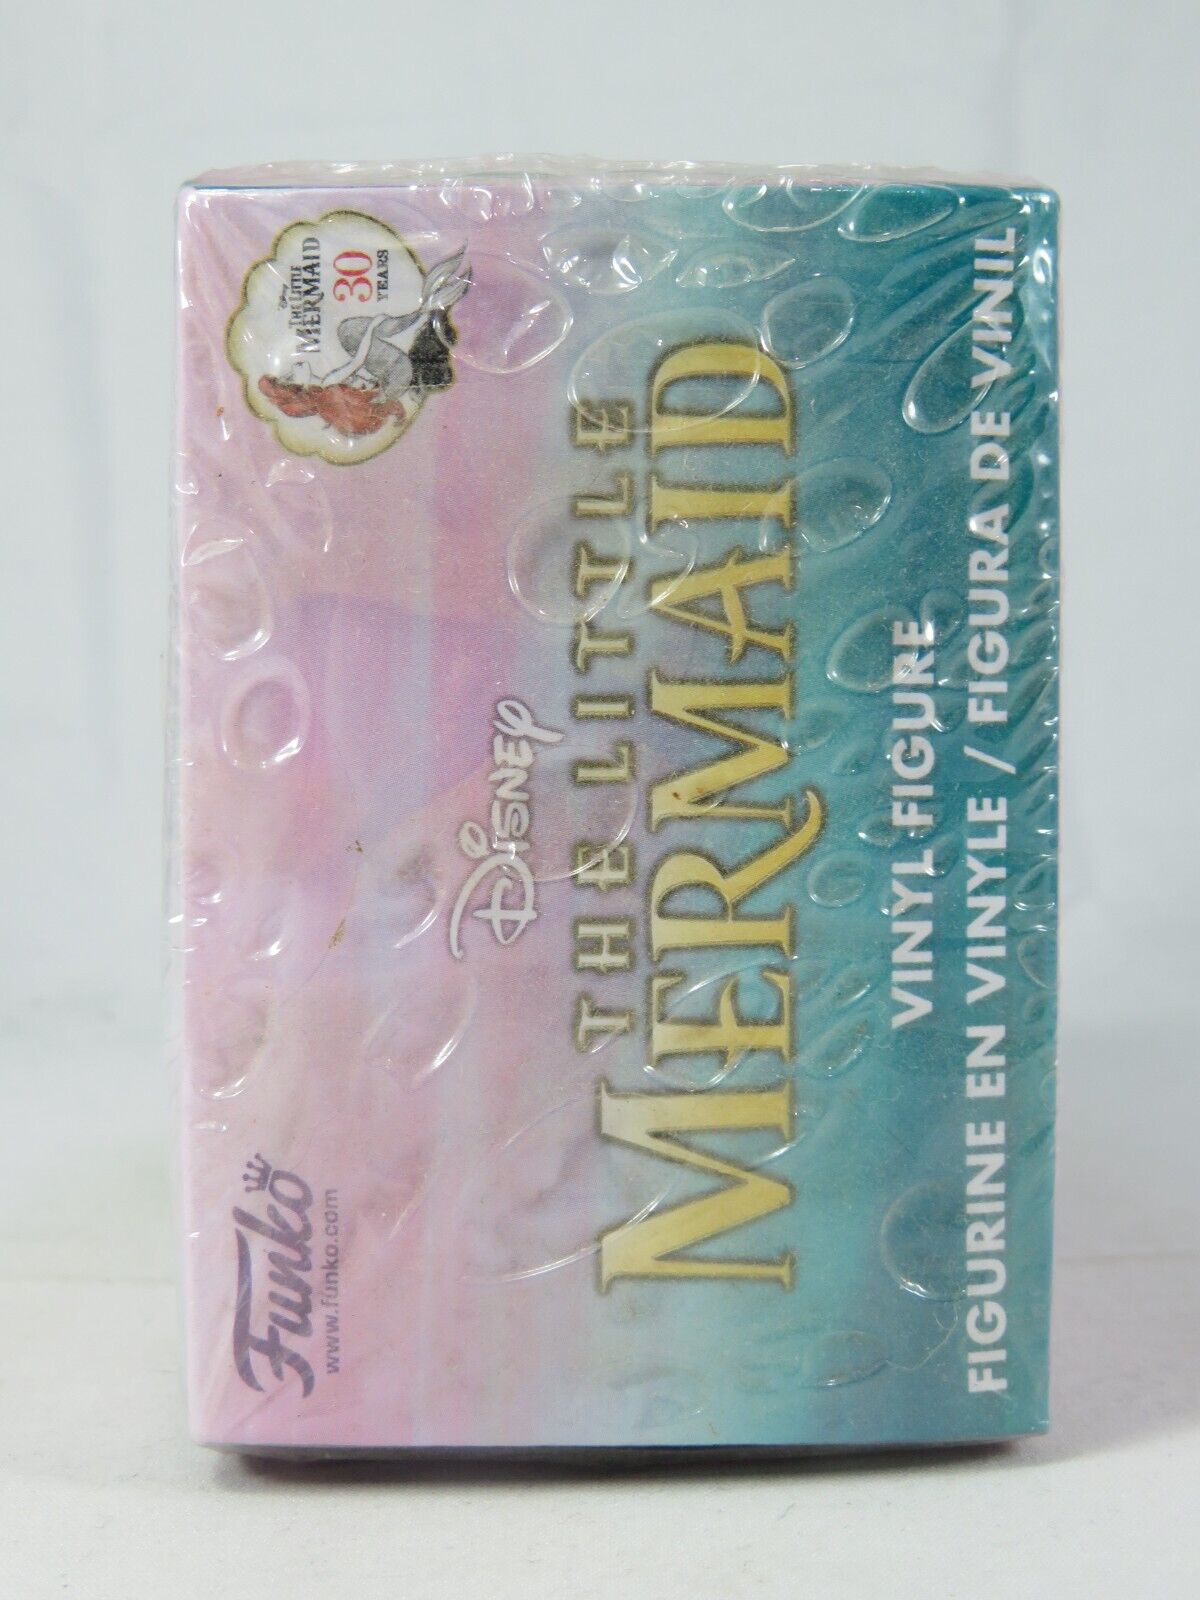 Funko
www.funko.com
Disney
THE LITTLE
MERMAID
30
YEARS
Disney
THE LITTLE
MERMAID
VINYL FIGURE
FIGURINE EN VINYLE / FIGURA DE VINIL